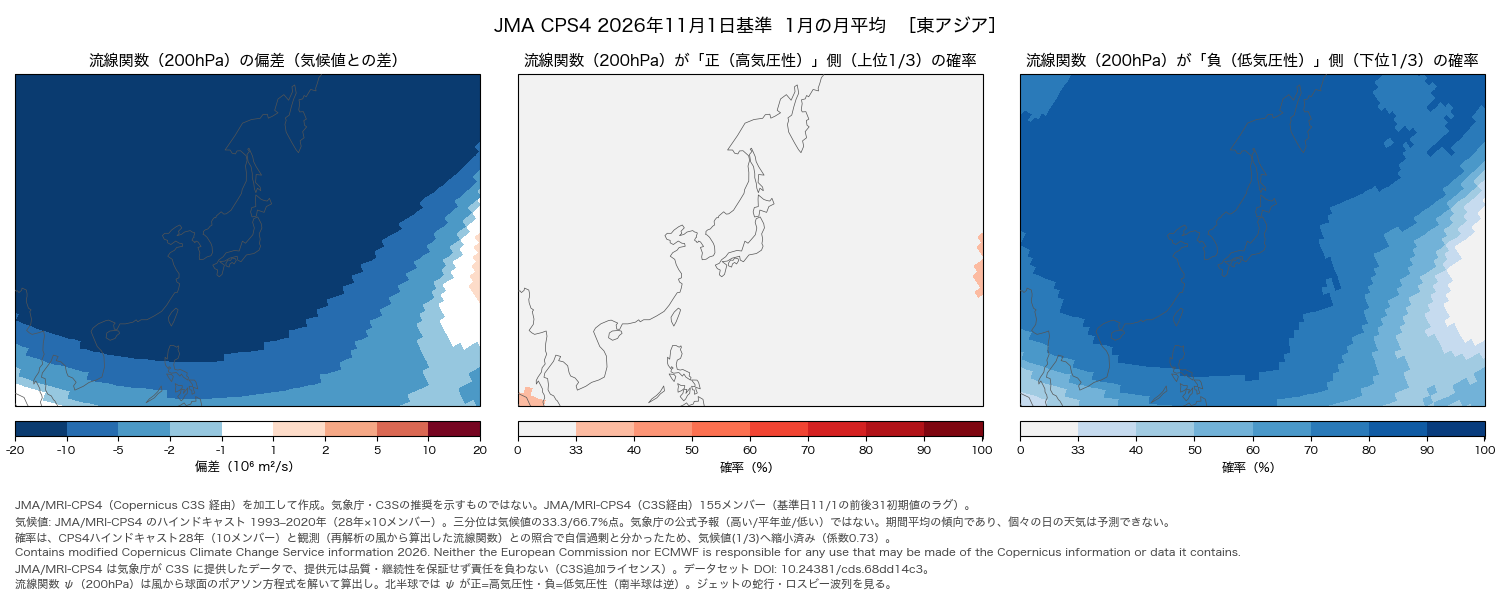 JMA CPS4 2026年11月1日基準 1月の月平均 ［東アジア］
流線関数（200hPa）の偏差（気候値との差）
流線関数（200hPa）が「正（高気圧性）」側（上位1/3）の確率
流線関数（200hPa）が「負（低気圧性）」側（下位1/3）の確率
-20 -10 -5 -2 -1 1 2 5 10 20
偏差（10⁶ m²/s）
0 33 40 50 60 70 80 90 100
確率（%）
0 33 40 50 60 70 80 90 100
確率（%）
JMA/MRI-CPS4（Copernicus C3S 経由）を加工して作成。気象庁・C3Sの推奨を示すものではない。JMA/MRI-CPS4（C3S経由）155メンバー（基準日11/1の前後31初期値のラグ）。
気候値: JMA/MRI-CPS4 のハインドキャスト 1993–2020年（28年×10メンバー）。三分位は気候値の33.3/66.7%点。気象庁の公式予報（高い/平年並/低い）ではない。期間平均の傾向であり、個々の日の天気は予測できない。
確率は、CPS4ハインドキャスト28年（10メンバー）と観測（再解析の風から算出した流線関数）との照合で自信過剰と分かったため、気候値(1/3)へ縮小済み（係数0.73）。
Contains modified Copernicus Climate Change Service information 2026. Neither the European Commission nor ECMWF is responsible for any use that may be made of the Copernicus information or data it contains.
JMA/MRI-CPS4 は気象庁が C3S に提供したデータで、提供元は品質・継続性を保証せず責任を負わない（C3S追加ライセンス）。データセット DOI: 10.24381/cds.68dd14c3。
流線関数 ψ（200hPa）は風から球面のポアソン方程式を解いて算出し。北半球では ψ が正=高気圧性・負=低気圧性（南半球は逆）。ジェットの蛇行・ロスビー波列を見る。